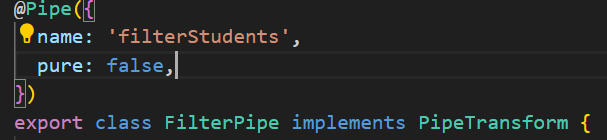 @Pipe({
name: 'filterStudents',
pure: false,
})
export class FilterPipe implements PipeTransform {